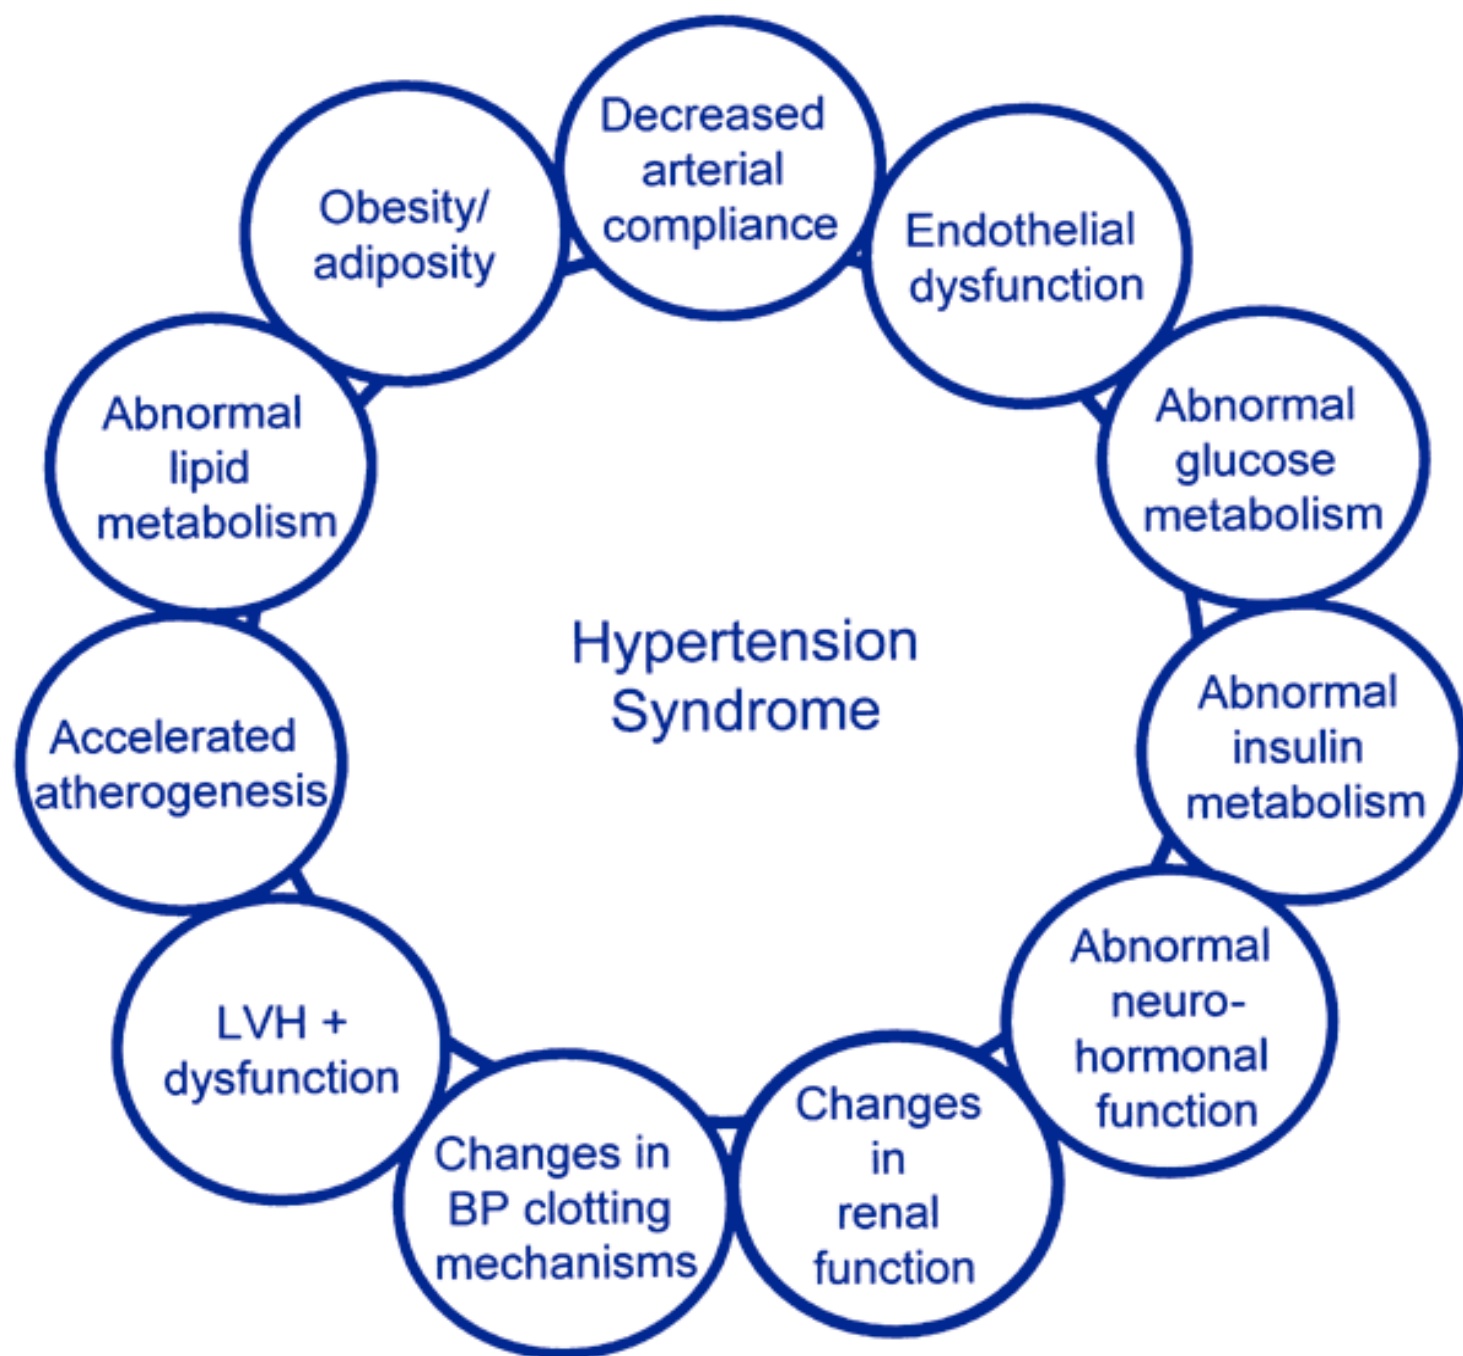 Decreased
arterial
compliance
Endothelial
dysfunction
Abnormal
glucose
metabolism
Abnormal
insulin
metabolism
Abnormal
neuro-
hormonal
function
Changes
in
renal
function
Changes in
BP clotting
mechanisms
LVH +
dysfunction
Accelerated
atherogenesis
Abnormal
lipid
metabolism
Obesity/
adiposity
Hypertension
Syndrome